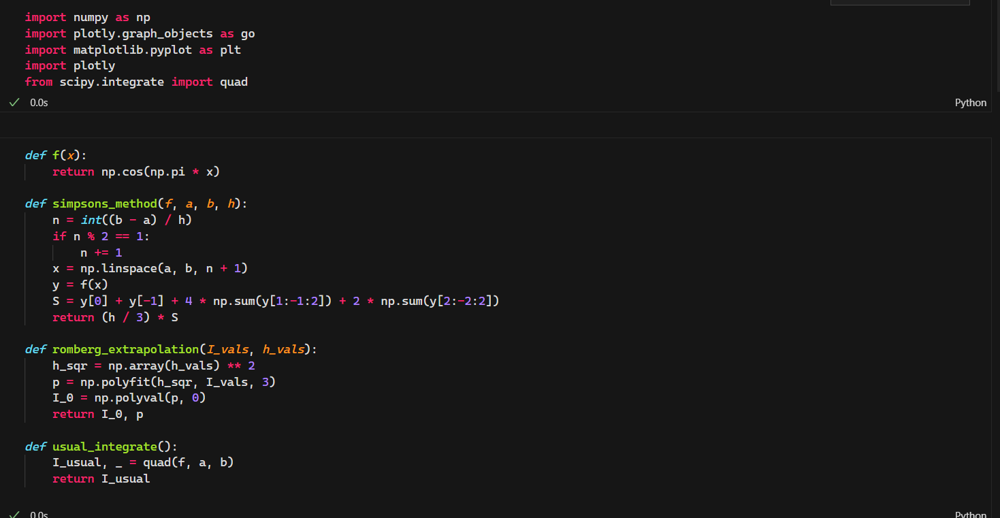 import numpy as np
import plotly.graph_objects as go
import matplotlib.pyplot as plt
import plotly
from scipy.integrate import quad
0.0s
Python
def f(x):
    return np.cos(np.pi * x)

def simpsons_method(f, a, b, h):
    n = int((b - a) / h)
    if n % 2 == 1:
        n += 1
    x = np.linspace(a, b, n + 1)
    y = f(x)
    S = y[0] + y[-1] + 4 * np.sum(y[1:-1:2]) + 2 * np.sum(y[2:-2:2])
    return (h / 3) * S

def romberg_extrapolation(I_vals, h_vals):
    h_sqr = np.array(h_vals) ** 2
    p = np.polyfit(h_sqr, I_vals, 3)
    I_0 = np.polyval(p, 0)
    return I_0, p

def usual_integrate():
    I_usual, _ = quad(f, a, b)
    return I_usual
0.0s
Python